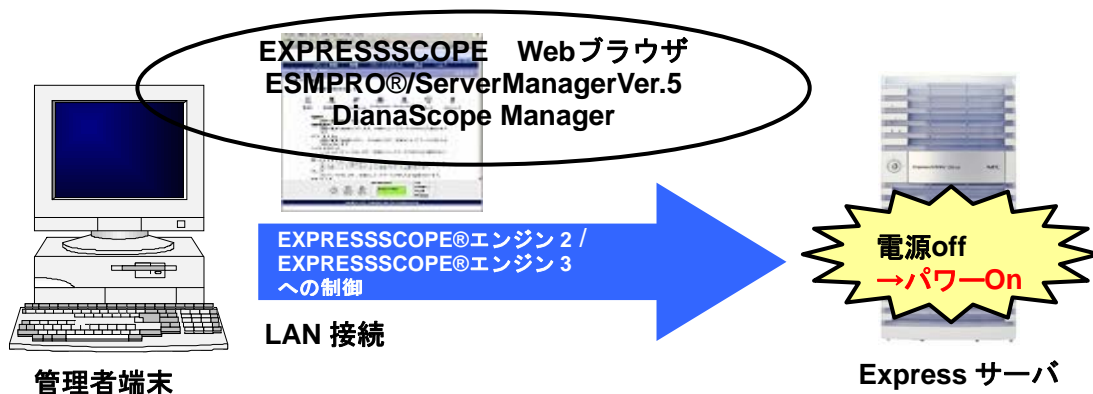 EXPRESSSCOPE　Webブラウザ
ESMPRO®/ServerManagerVer.5
DianaScope Manager
EXPRESSSCOPE®エンジン 2 /
EXPRESSSCOPE®エンジン 3
への制御
LAN 接続
電源off
→パワーOn
管理者端末
Express サーバ